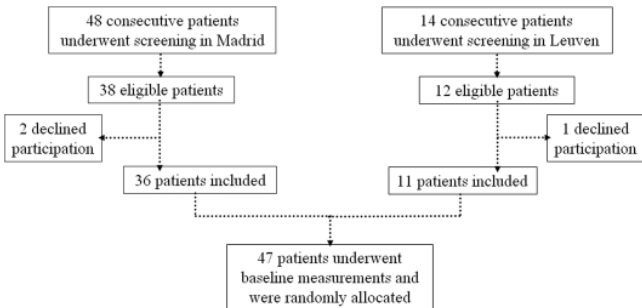 48 consecutive patients
underwent screening in Madrid
14 consecutive patients
underwent screening in Leuven
38 eligible patients
12 eligible patients
2 declined
participation
1 declined
participation
36 patients included
11 patients included
47 patients underwent
baseline measurements and
were randomly allocated